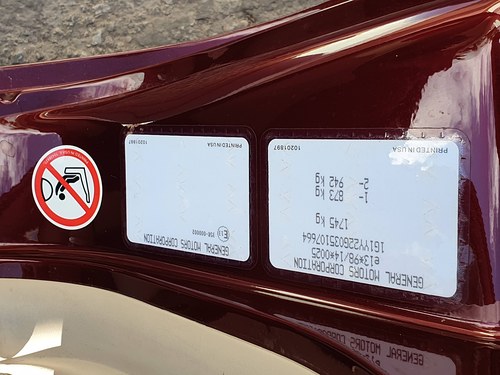 GENERAL MOTORS CORPORATION
e13*98/14*0025
1G1YY22G035107664
1745 kg
1- 873 kg
2- 942 kg
PRINTED IN USA 10201897
GENERAL MOTORS CORPORATION
PRINTED IN USA 10201897